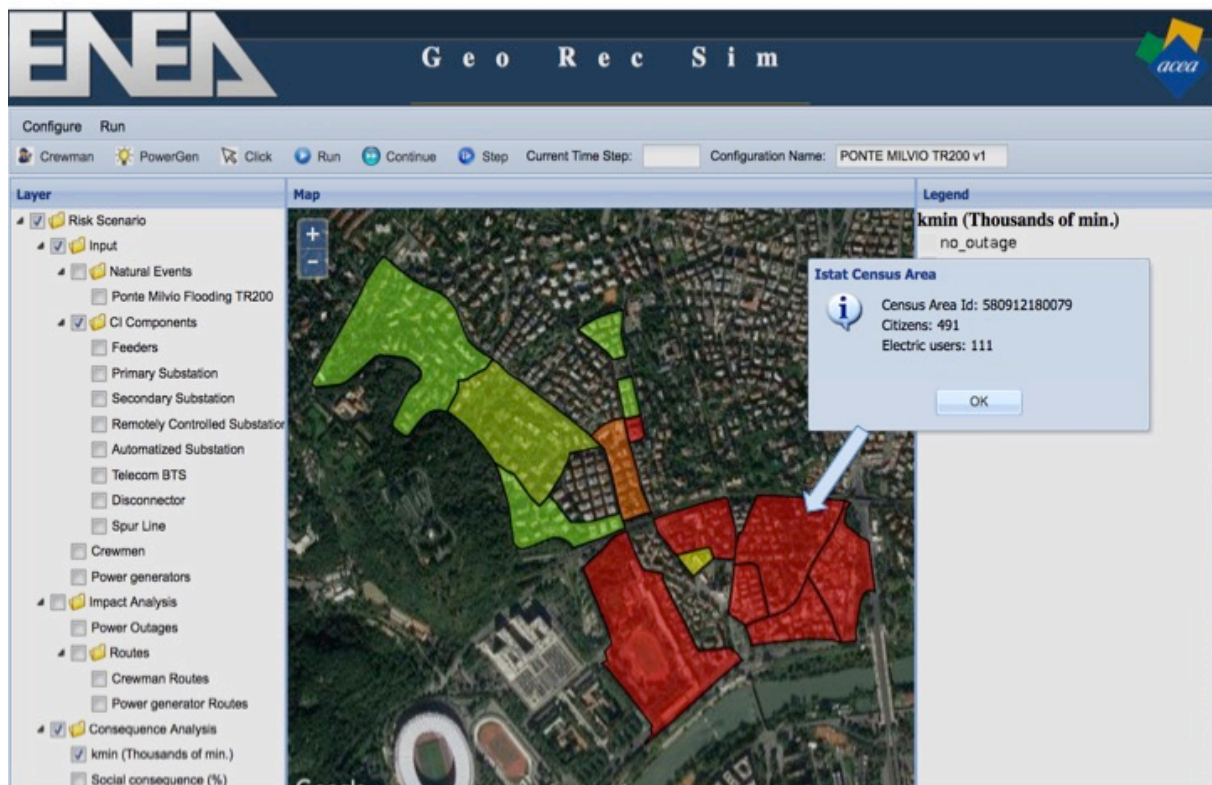 ENEA
Geo Rec Sim
acea
Configure Run
Crewman PowerGen Click Run Continue Step Current Time Step: Configuration Name: PONTE MILVIO TR200 v1
Layer
Risk Scenario
Input
Natural Events
Ponte Milvio Flooding TR200
CI Components
Feeders
Primary Substation
Secondary Substation
Remotely Controlled Substation
Automatized Substation
Telecom BTS
Disconnector
Spur Line
Crewmen
Power generators
Impact Analysis
Power Outages
Routes
Crewman Routes
Power generator Routes
Consequence Analysis
kmin (Thousands of min.)
Social consequence (%)
Map
+
−
Google
Legend
kmin (Thousands of min.)
no_outage
Istat Census Area
Census Area Id: 580912180079
Citizens: 491
Electric users: 111
OK